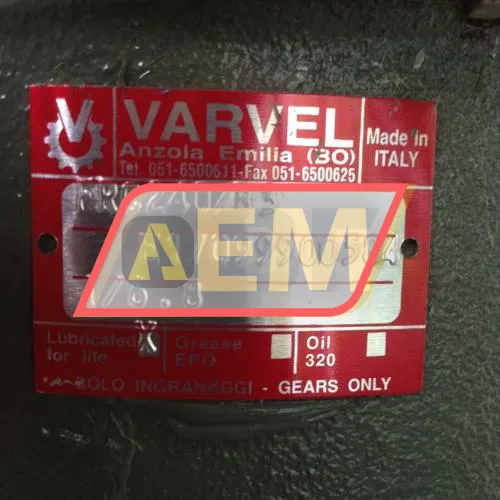 VARVEL
Anzola Emilia (BO)
Tel. 051-6500611-Fax 051-6500625
Made in
ITALY
AEM
Lubricated
for life
Grease
EPO
Oil
320
SOLO INGRANAGGI - GEARS ONLY